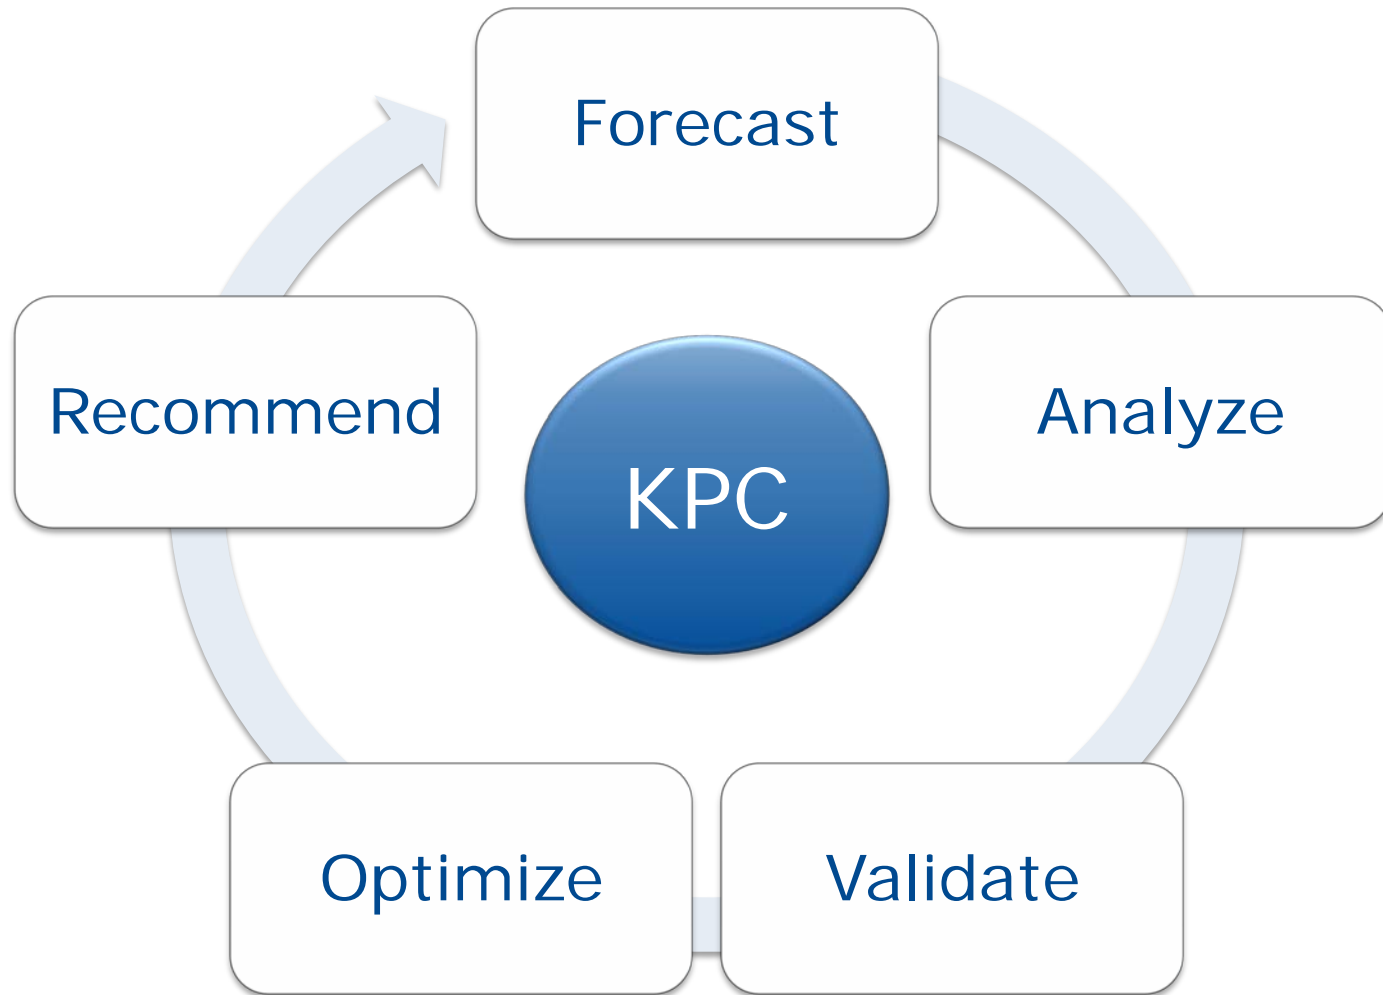 Forecast
Analyze
Validate
Optimize
Recommend
KPC